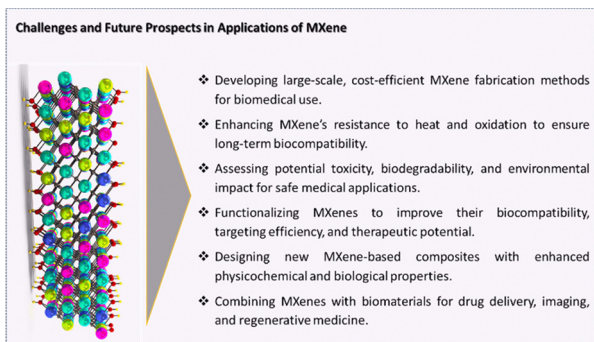 Challenges and Future Prospects in Applications of MXene
❖ Developing large-scale, cost-efficient MXene fabrication methods
for biomedical use.
❖ Enhancing MXene's resistance to heat and oxidation to ensure
long-term biocompatibility.
❖ Assessing potential toxicity, biodegradability, and environmental
impact for safe medical applications.
❖ Functionalizing MXenes to improve their biocompatibility,
targeting efficiency, and therapeutic potential.
❖ Designing new MXene-based composites with enhanced
physicochemical and biological properties.
❖ Combining MXenes with biomaterials for drug delivery, imaging,
and regenerative medicine.